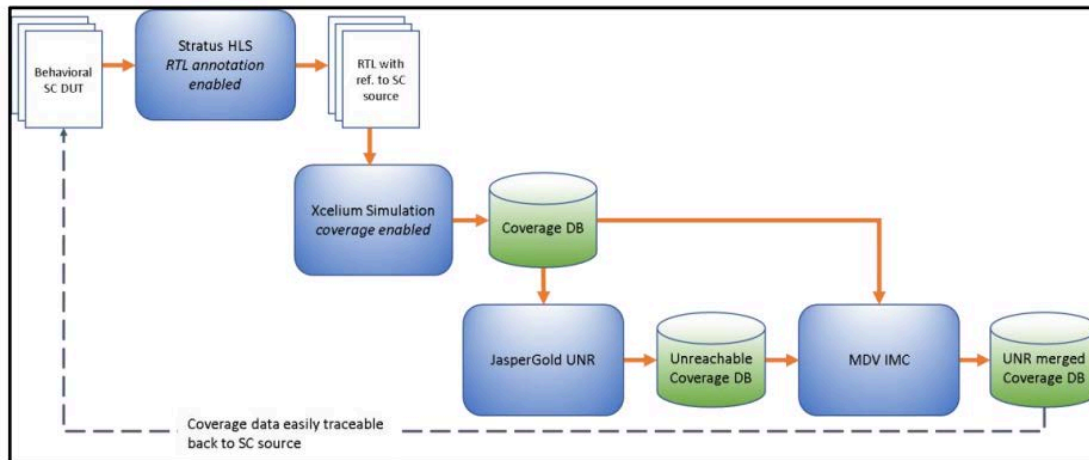 Behavioral
SC DUT
Stratus HLS
RTL annotation
enabled
RTL with
ref. to SC
source
Xcelium Simulation
coverage enabled
Coverage DB
JasperGold UNR
Unreachable
Coverage DB
MDV IMC
UNR merged
Coverage DB
Coverage data easily traceable
back to SC source